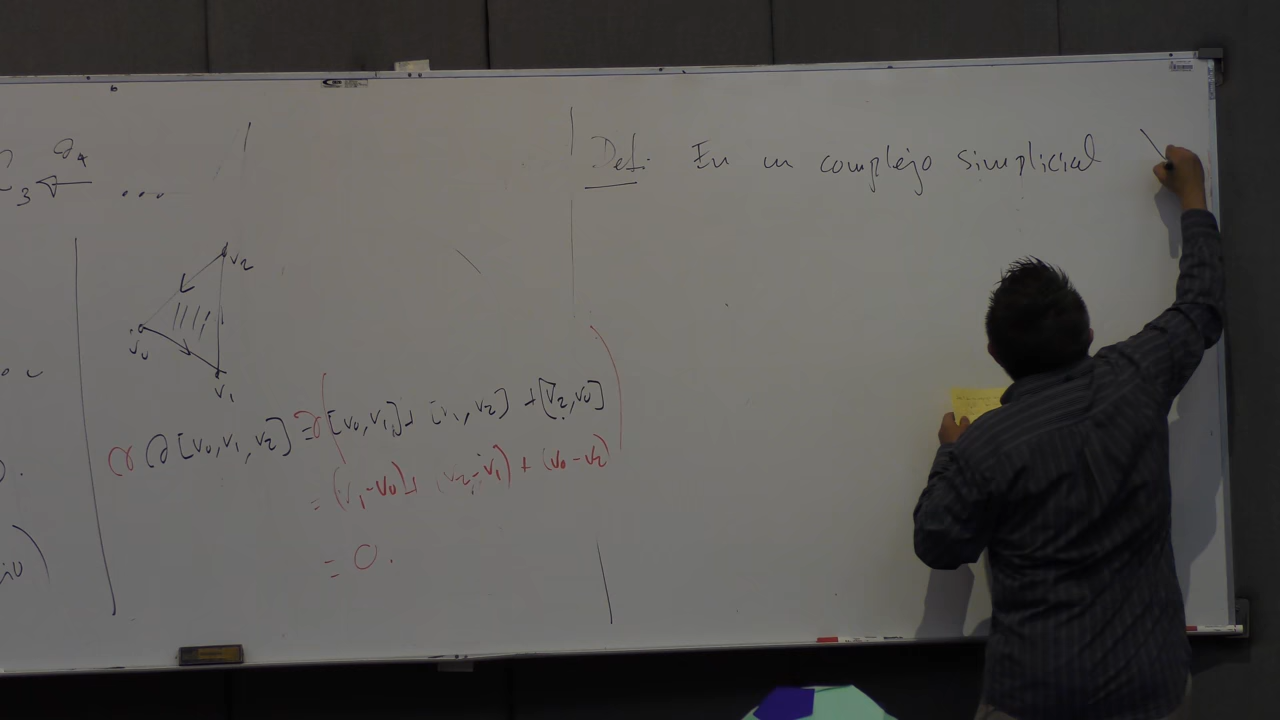 ∂₄
₃ ← ...
v₂
v₀
v₁
∂ ∂ [v₀, v₁, v₂] = ∂ ( [v₀, v₁] + [v₁, v₂] + [v₂, v₀] )
= (v₁ - v₀) + (v₂ - v₁) + (v₀ - v₂)
= 0.
Def: En un complejo simplicial